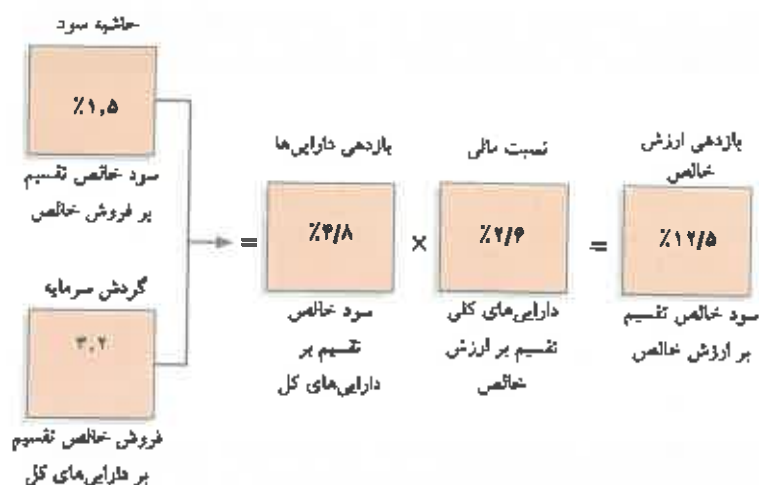 حاشیه سود
٪۱,۵
سود خالص تقسیم
بر فروش خالص
گردش سرمایه
۳,۲
فروش خالص تقسیم
بر دارایی‌های کل
=
بازدهی دارایی‌ها
٪۴/۸
سود خالص
تقسیم بر
دارایی‌های کل
×
نسبت مالی
٪۲/۶
دارایی‌های کلی
تقسیم بر ارزش
خالص
=
بازدهی ارزش
خالص
٪۱۲/۵
سود خالص تقسیم
بر ارزش خالص